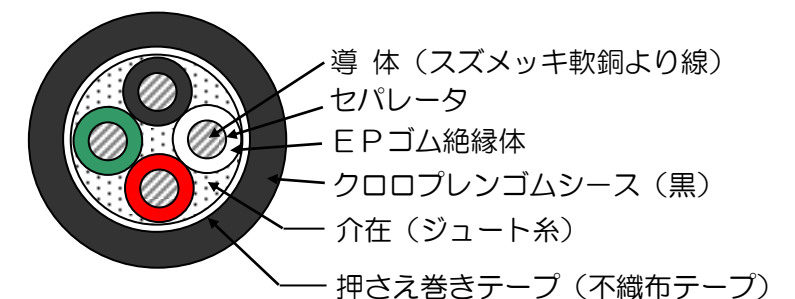 導 体（スズメッキ軟銅より線）
セパレータ
ＥＰゴム絶縁体
クロロプレンゴムシース（黒）
介在（ジュート糸）
押さえ巻きテープ（不織布テープ）